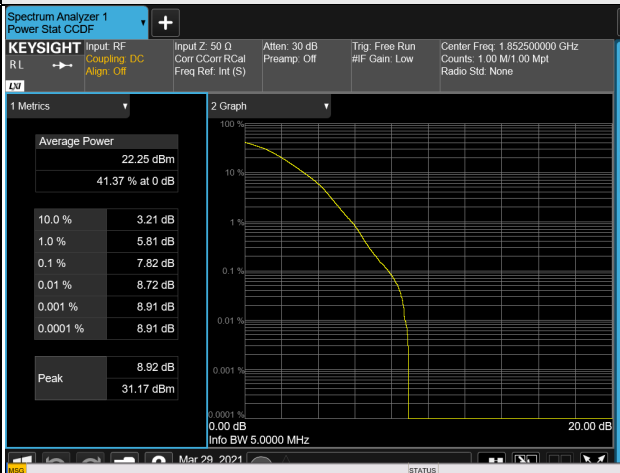 Spectrum Analyzer 1
Power Stat CCDF
KEYSIGHT
R L
LXI
Input: RF
Coupling: DC
Align: Off
Input Z: 50 Ω
Corr CCorr RCal
Freq Ref: Int (S)
Atten: 30 dB
Preamp: Off
Trig: Free Run
#IF Gain: Low
Center Freq: 1.852500000 GHz
Counts: 1.00 M/1.00 Mpt
Radio Std: None
1 Metrics
Average Power
22.25 dBm
41.37 % at 0 dB
10.0 % 3.21 dB
1.0 % 5.81 dB
0.1 % 7.82 dB
0.01 % 8.72 dB
0.001 % 8.91 dB
0.0001 % 8.91 dB
Peak
8.92 dB
31.17 dBm
2 Graph
100 %
10 %
1 %
0.1 %
0.01 %
0.001 %
0.0001 %
0.00 dB 20.00 dB
Info BW 5.0000 MHz
Mar 29, 2021
MSG STATUS